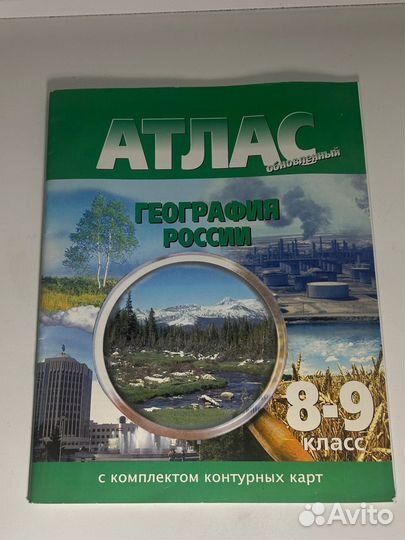 АТЛАС
обновленный
ГЕОГРАФИЯ
РОССИИ
8-9
класс
с комплектом контурных карт
Avito